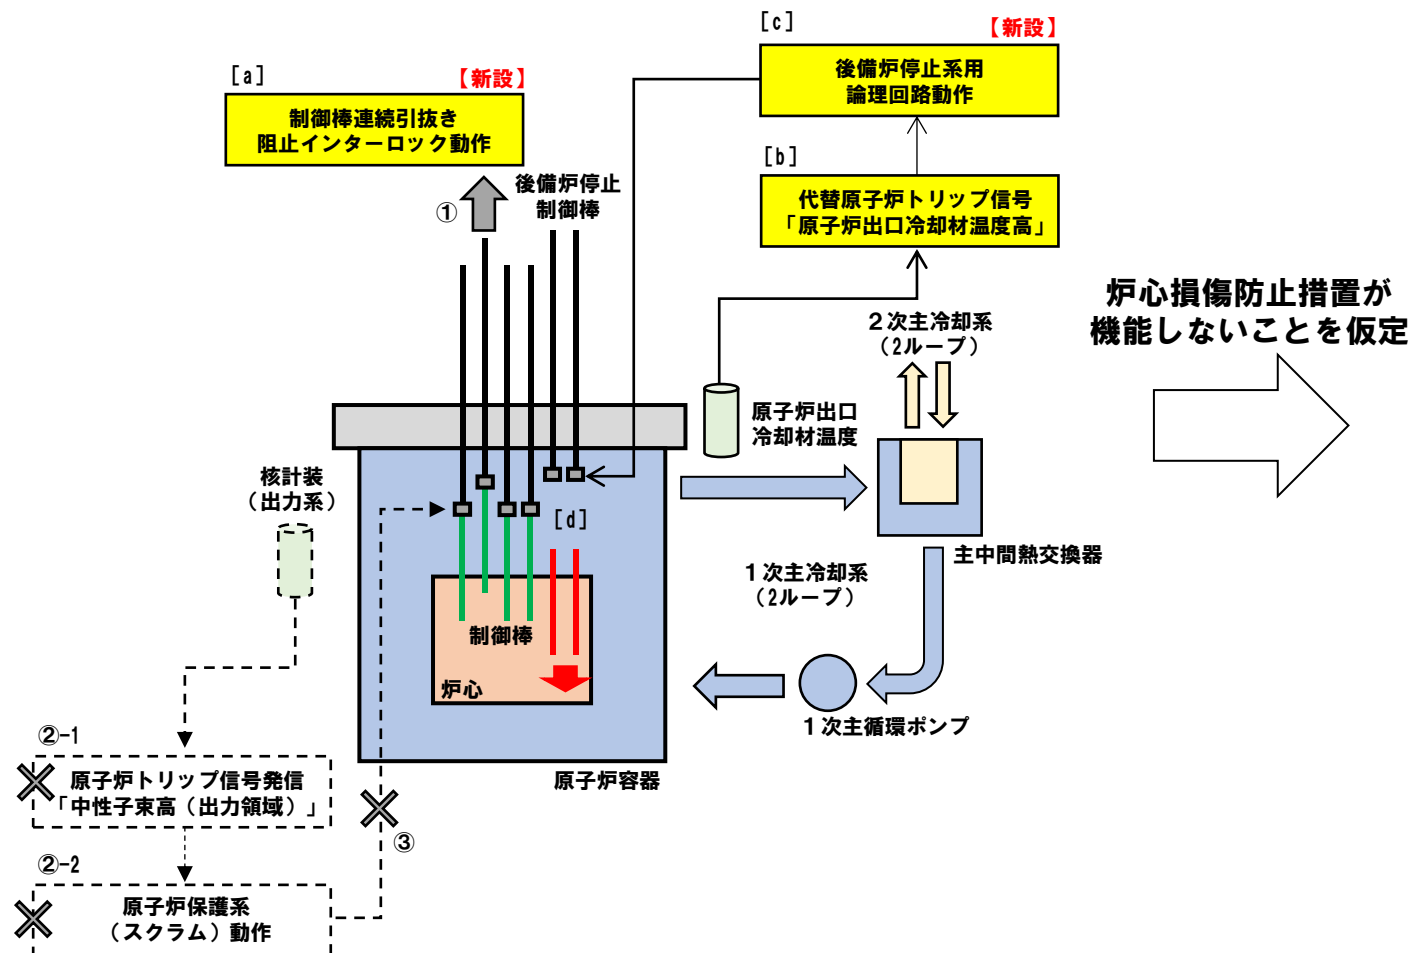 [c]
【新設】
後備炉停止系用
論理回路動作
[a]
【新設】
制御棒連続引抜き
阻止インターロック動作
[b]
代替原子炉トリップ信号
「原子炉出口冷却材温度高」
①
後備炉停止
制御棒
炉心損傷防止措置が
機能しないことを仮定
２次主冷却系
（2ループ）
原子炉出口
冷却材温度
核計装
（出力系）
[d]
主中間熱交換器
１次主冷却系
（2ループ）
制御棒
炉心
１次主循環ポンプ
原子炉容器
②-1
原子炉トリップ信号発信
「中性子束高（出力領域）」
③
②-2
原子炉保護系
（スクラム）動作